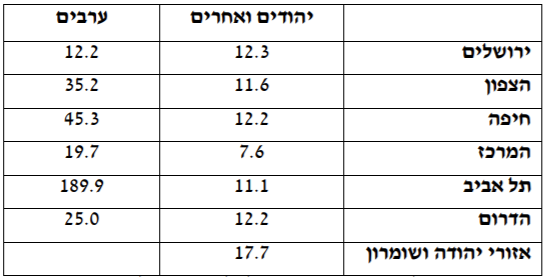 יהודים ואחרים ערבים
ירושלים 12.3 12.2
הצפון 11.6 35.2
חיפה 12.2 45.3
המרכז 7.6 19.7
תל אביב 11.1 189.9
הדרום 12.2 25.0
אזורי יהודה ושומרון 17.7